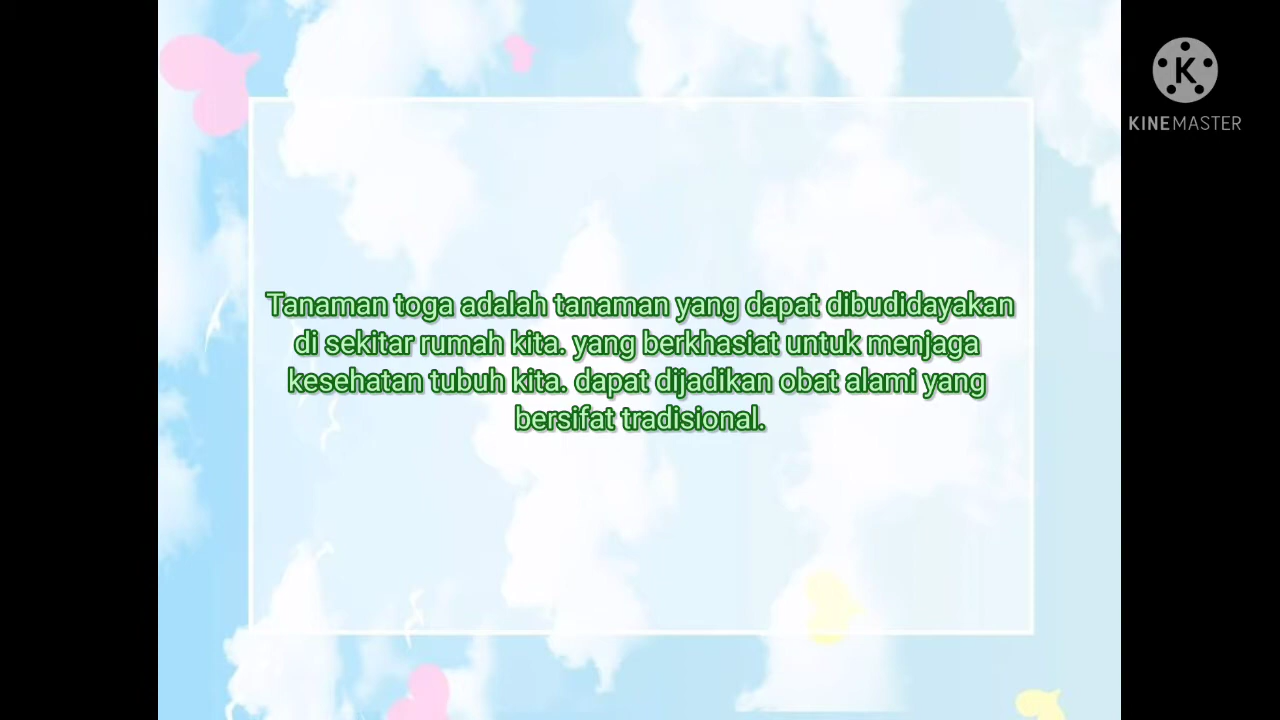 Tanaman toga adalah tanaman yang dapat dibudidayakan
di sekitar rumah kita. yang berkhasiat untuk menjaga
kesehatan tubuh kita. dapat dijadikan obat alami yang
bersifat tradisional.
K
KINEMASTER